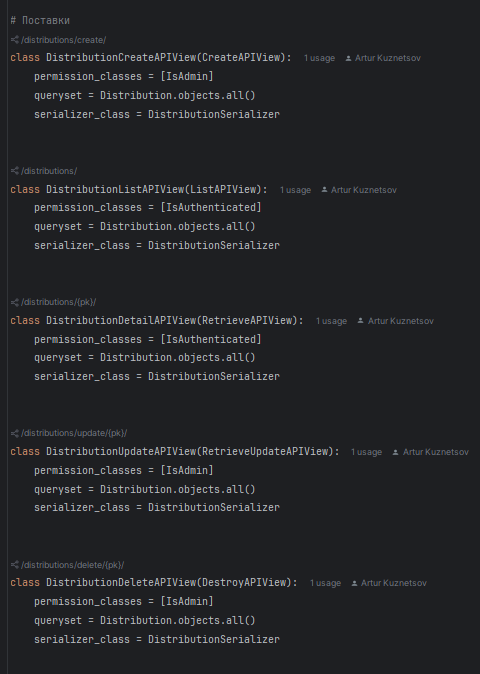 # Поставки
/distributions/create/
class DistributionCreateAPIView(CreateAPIView): 1 usage Artur Kuznetsov
permission_classes = [IsAdmin]
queryset = Distribution.objects.all()
serializer_class = DistributionSerializer
/distributions/
class DistributionListAPIView(ListAPIView): 1 usage Artur Kuznetsov
permission_classes = [IsAuthenticated]
queryset = Distribution.objects.all()
serializer_class = DistributionSerializer
/distributions/{pk}/
class DistributionDetailAPIView(RetrieveAPIView): 1 usage Artur Kuznetsov
permission_classes = [IsAuthenticated]
queryset = Distribution.objects.all()
serializer_class = DistributionSerializer
/distributions/update/{pk}/
class DistributionUpdateAPIView(RetrieveUpdateAPIView): 1 usage Artur Kuznetsov
permission_classes = [IsAdmin]
queryset = Distribution.objects.all()
serializer_class = DistributionSerializer
/distributions/delete/{pk}/
class DistributionDeleteAPIView(DestroyAPIView): 1 usage Artur Kuznetsov
permission_classes = [IsAdmin]
queryset = Distribution.objects.all()
serializer_class = DistributionSerializer